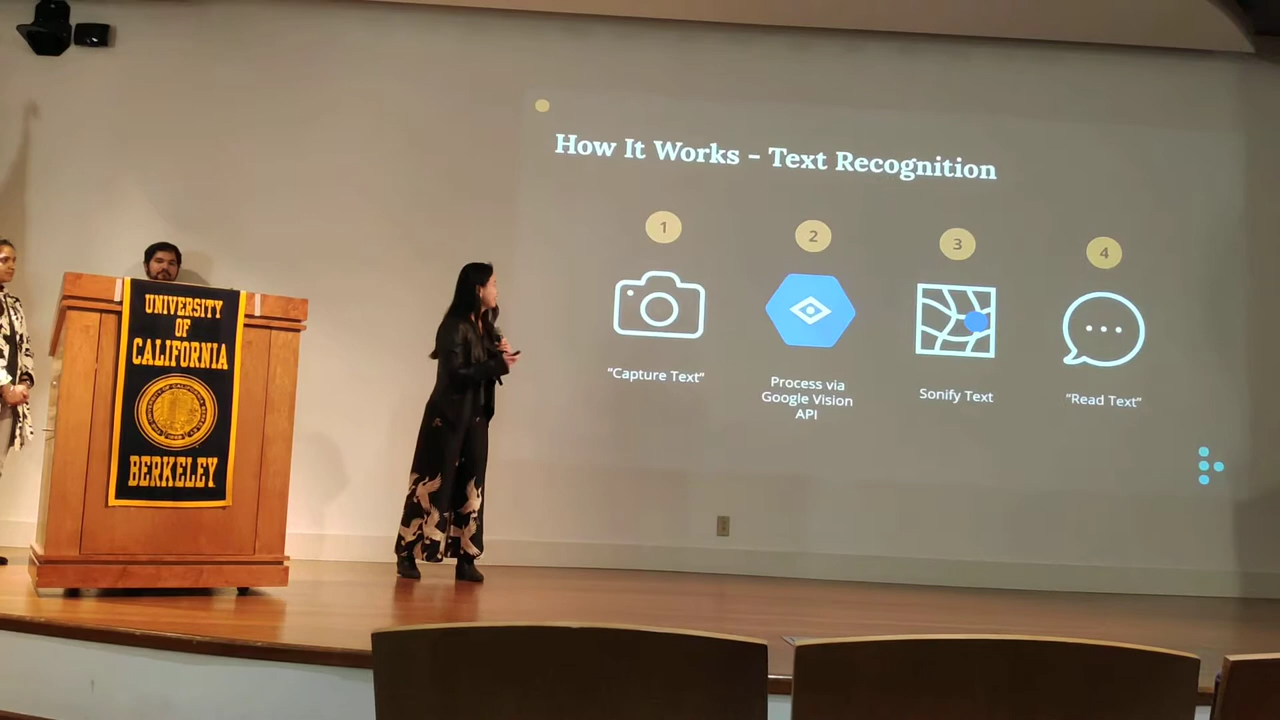 How It Works - Text Recognition
1
2
3
4
"Capture Text"
Process via
Google Vision
API
Sonify Text
"Read Text"
UNIVERSITY
OF
CALIFORNIA
BERKELEY